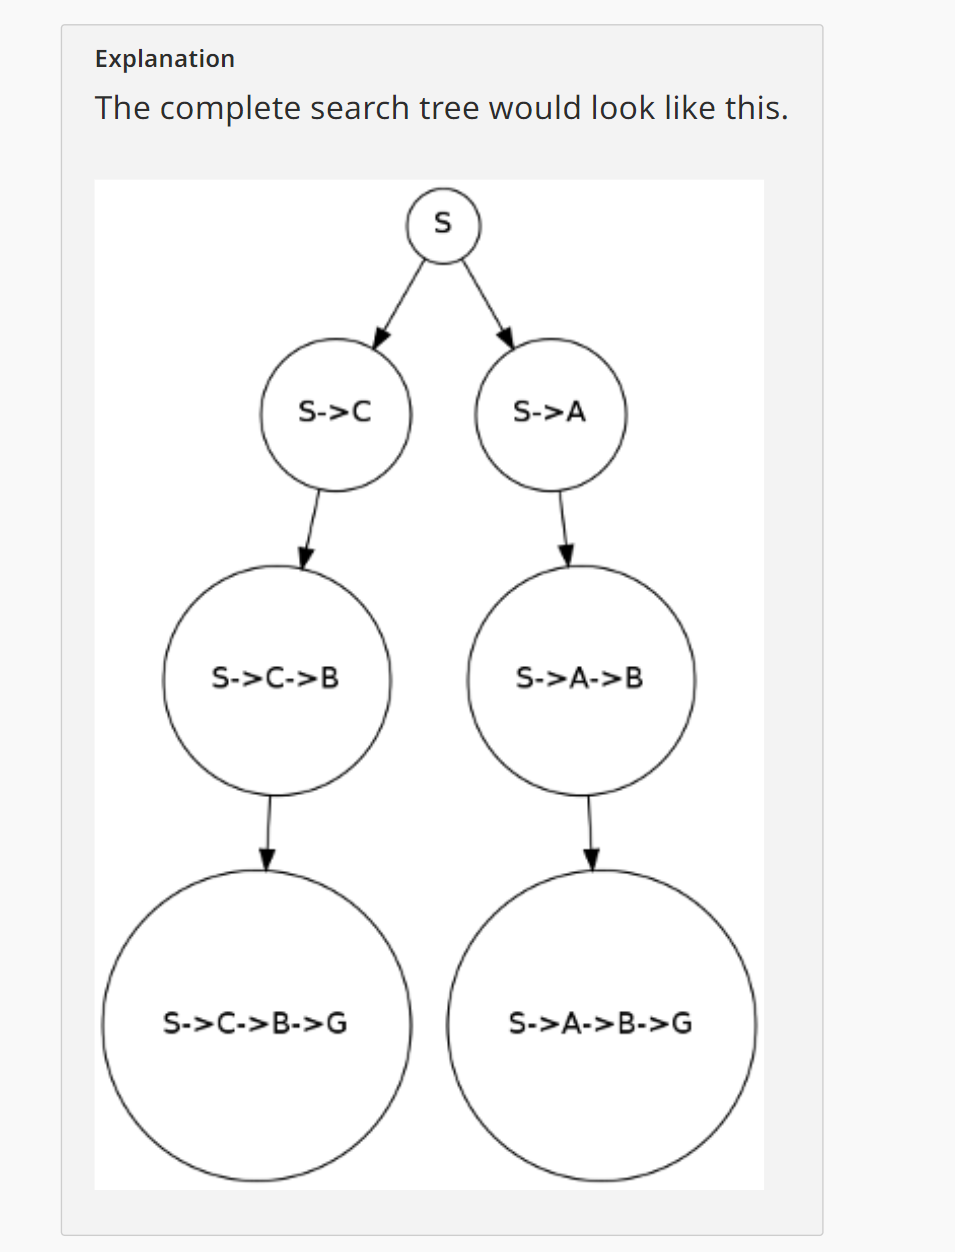 Explanation
The complete search tree would look like this.
S
S->C
S->A
S->C->B
S->A->B
S->C->B->G
S->A->B->G